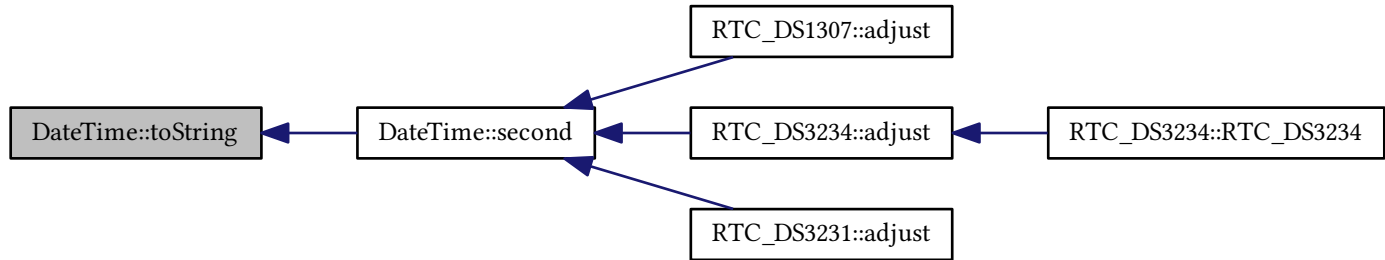 RTC_DS1307::adjust
DateTime::toString
DateTime::second
RTC_DS3234::adjust
RTC_DS3234::RTC_DS3234
RTC_DS3231::adjust